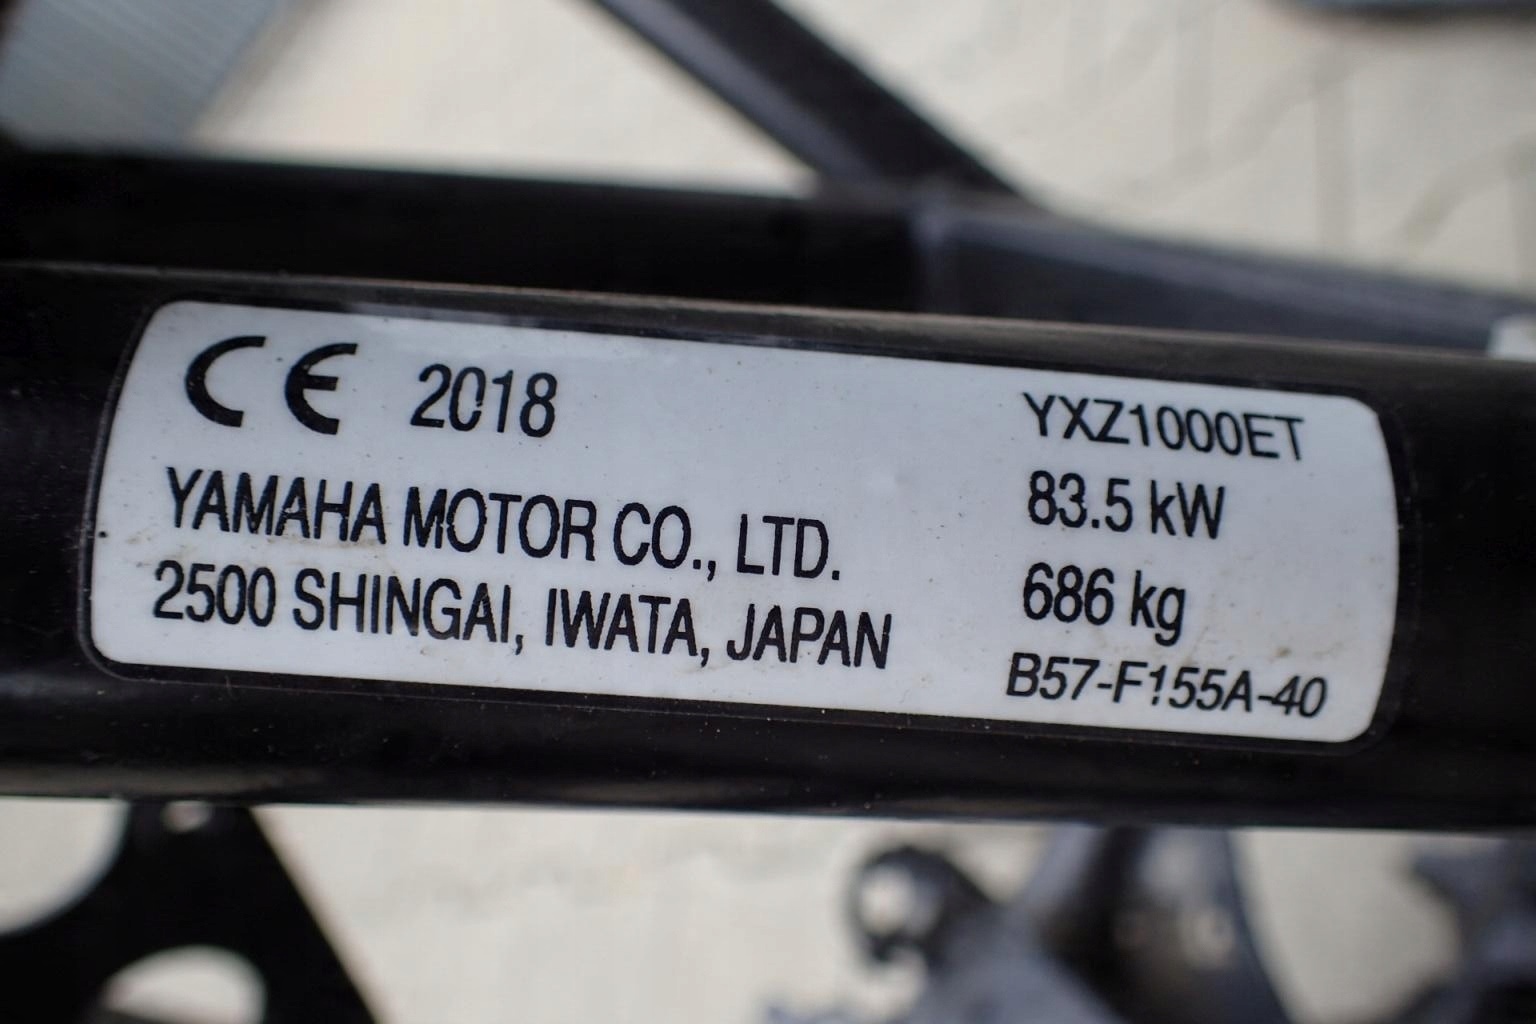 CE 2018
YAMAHA MOTOR CO., LTD.
2500 SHINGAI, IWATA, JAPAN
YXZ1000ET
83.5 kW
686 kg
B57-F155A-40